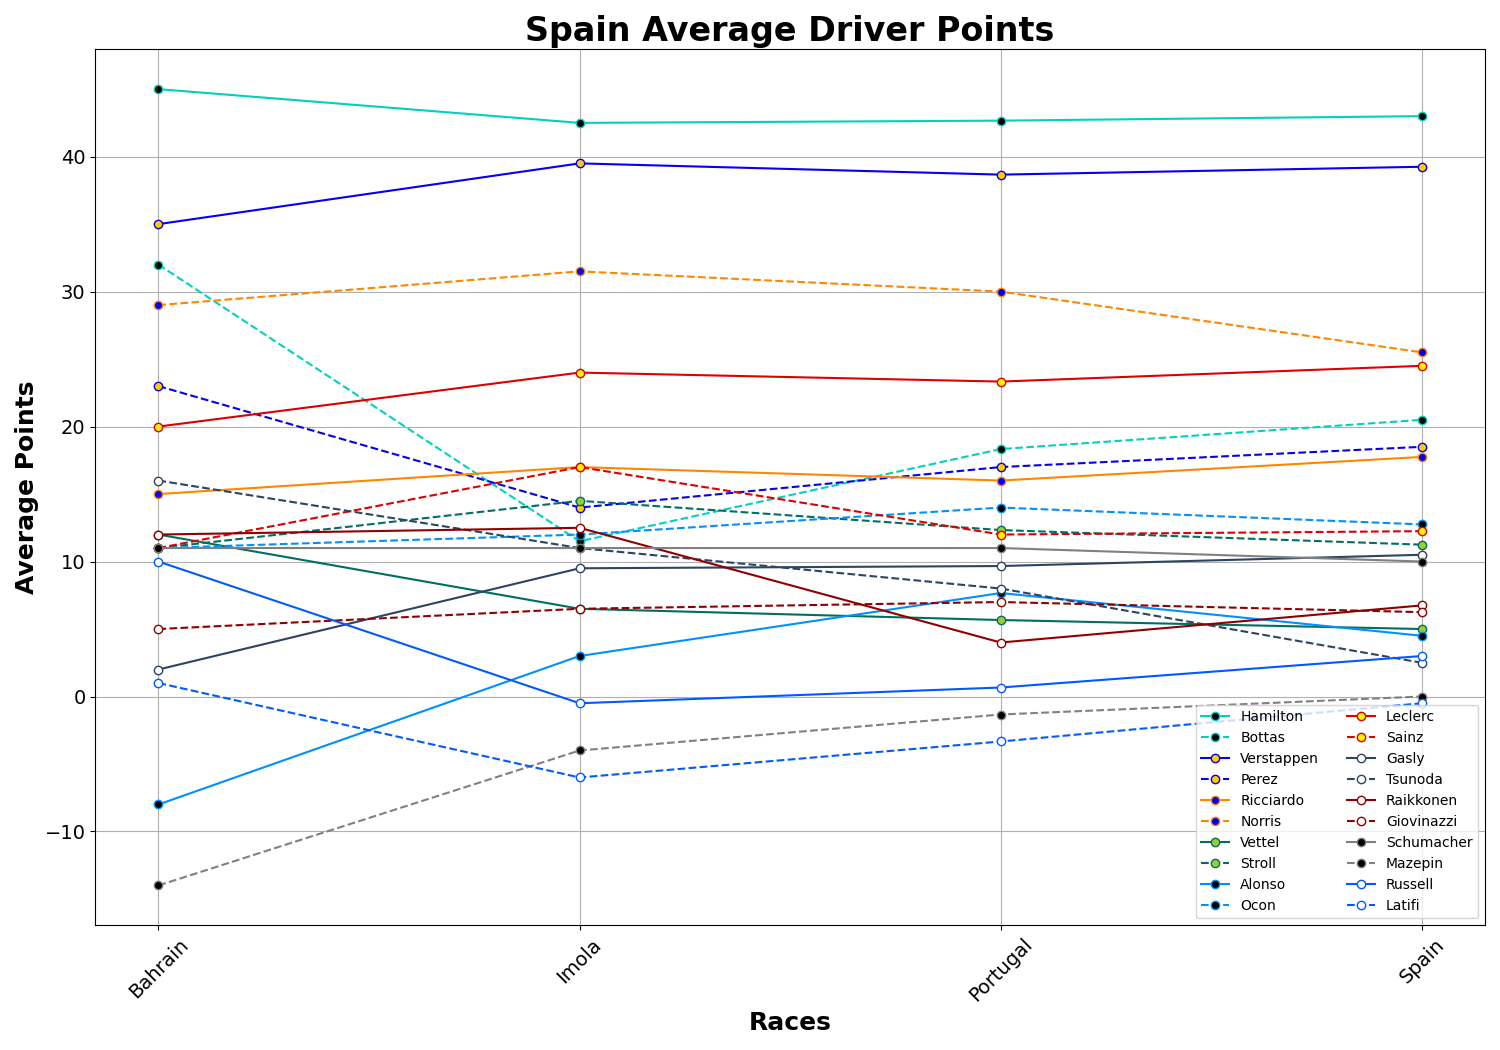 Spain Average Driver Points
Average Points
40
30
20
10
0
−10
Hamilton
Bottas
Verstappen
Perez
Ricciardo
Norris
Vettel
Stroll
Alonso
Ocon
Leclerc
Sainz
Gasly
Tsunoda
Raikkonen
Giovinazzi
Schumacher
Mazepin
Russell
Latifi
Bahrain
Imola
Portugal
Spain
Races